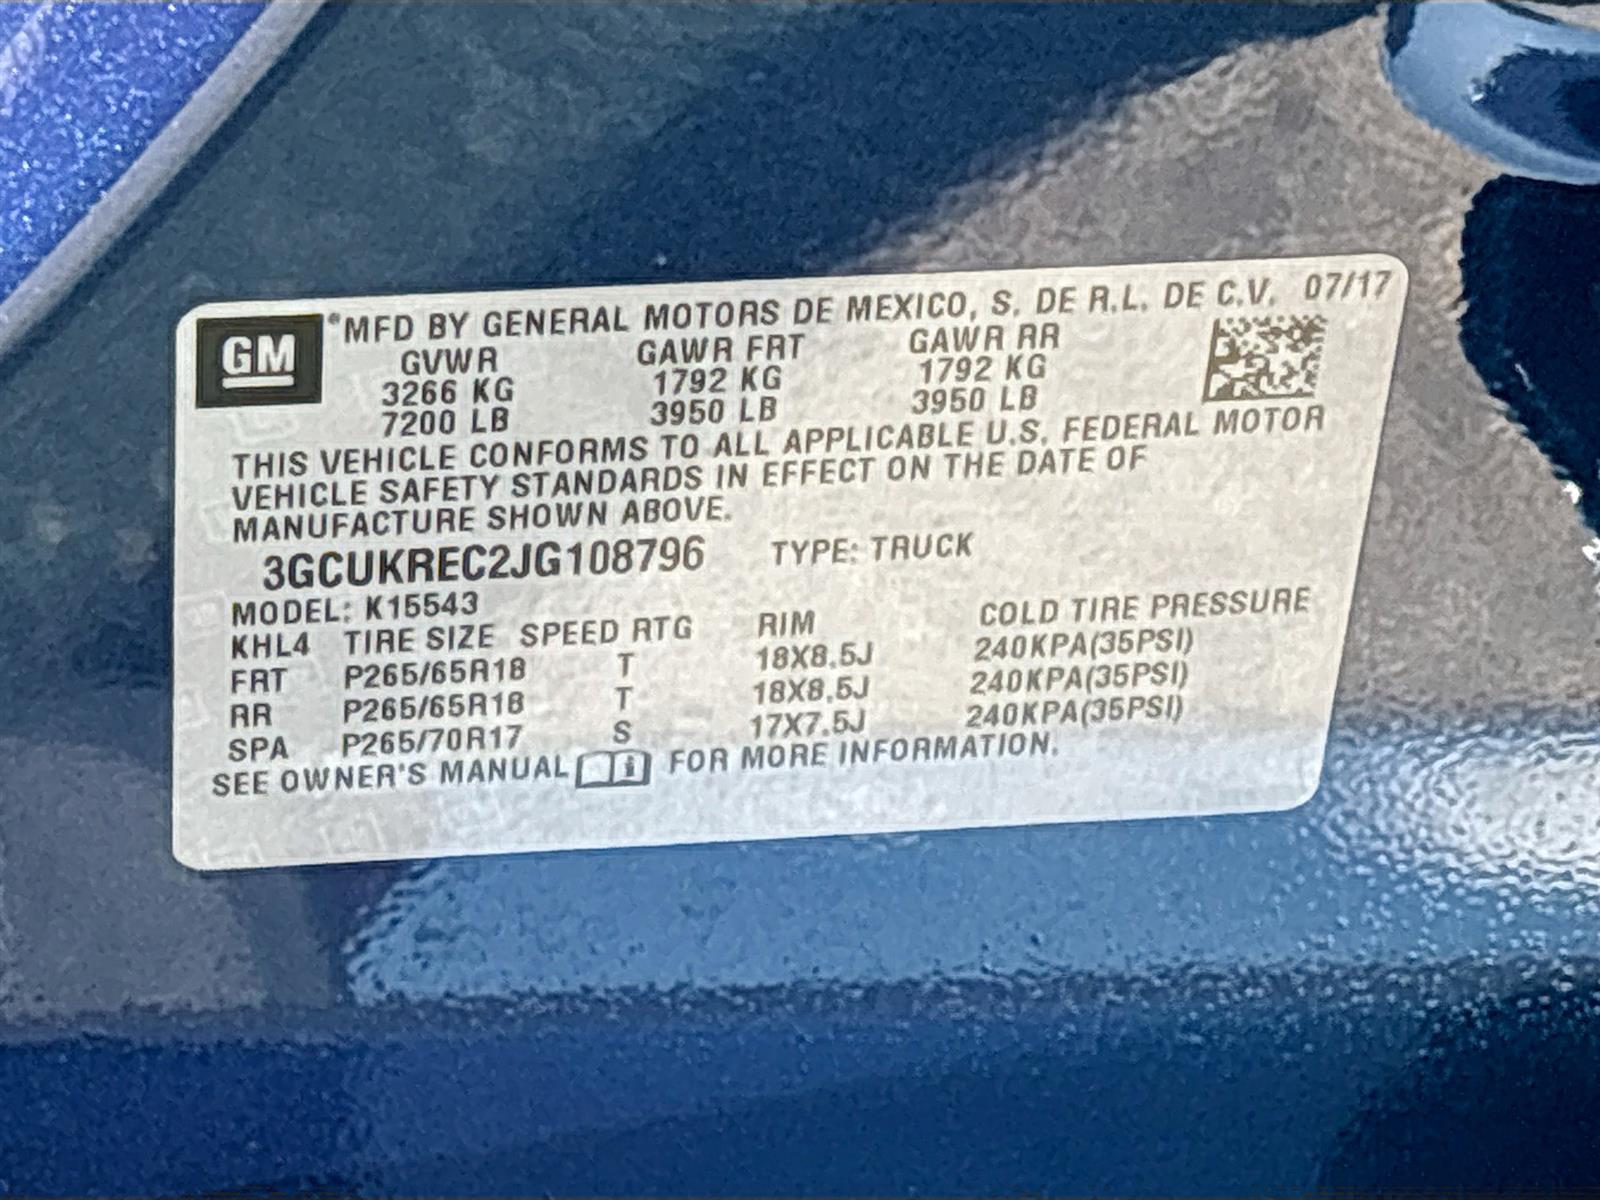 GM
*MFD BY GENERAL MOTORS DE MEXICO, S. DE R.L. DE C.V. 07/17
GVWR GAWR FRT GAWR RR
3266 KG 1792 KG 1792 KG
7200 LB 3950 LB 3950 LB
THIS VEHICLE CONFORMS TO ALL APPLICABLE U.S. FEDERAL MOTOR
VEHICLE SAFETY STANDARDS IN EFFECT ON THE DATE OF
MANUFACTURE SHOWN ABOVE.
3GCUKREC2JG108796 TYPE: TRUCK
MODEL: K15543
KHL4 TIRE SIZE SPEED RTG RIM COLD TIRE PRESSURE
FRT P265/65R18 T 18X8.5J 240KPA(35PSI)
RR P265/65R18 T 18X8.5J 240KPA(35PSI)
SPA P265/70R17 S 17X7.5J 240KPA(35PSI)
SEE OWNER'S MANUAL FOR MORE INFORMATION.